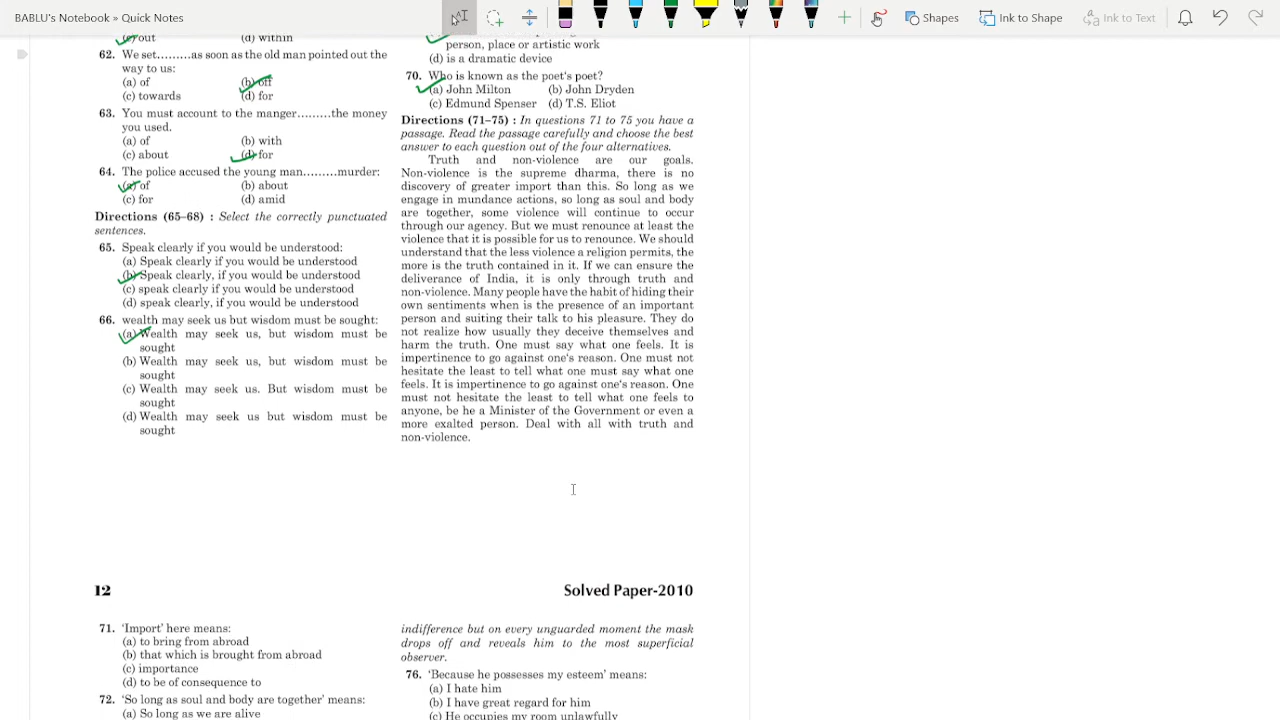 BABLU's Notebook » Quick Notes
Shapes
Ink to Shape
Ink to Text
(c) out (d) within
62. We set.........as soon as the old man pointed out the
way to us:
(a) of (b) off
(c) towards (d) for
63. You must account to the manger.........the money
you used.
(a) of (b) with
(c) about (d) for
64. The police accused the young man.........murder:
(a) of (b) about
(c) for (d) amid
Directions (65–68) : Select the correctly punctuated
sentences.
65. Speak clearly if you would be understood:
(a) Speak clearly if you would be understood
(b) Speak clearly, if you would be understood
(c) speak clearly if you would be understood
(d) speak clearly, if you would be understood
66. wealth may seek us but wisdom must be sought:
(a) Wealth may seek us, but wisdom must be
sought
(b) Wealth may seek us, but wisdom must be
sought
(c) Wealth may seek us. But wisdom must be
sought
(d) Wealth may seek us but wisdom must be
sought
person, place or artistic work
(d) is a dramatic device
70. Who is known as the poet's poet?
(a) John Milton (b) John Dryden
(c) Edmund Spenser (d) T.S. Eliot
Directions (71–75) : In questions 71 to 75 you have a
passage. Read the passage carefully and choose the best
answer to each question out of the four alternatives.
Truth and non-violence are our goals.
Non-violence is the supreme dharma, there is no
discovery of greater import than this. So long as we
engage in mundance actions, so long as soul and body
are together, some violence will continue to occur
through our agency. But we must renounce at least the
violence that it is possible for us to renounce. We should
understand that the less violence a religion permits, the
more is the truth contained in it. If we can ensure the
deliverance of India, it is only through truth and
non-violence. Many people have the habit of hiding their
own sentiments when is the presence of an important
person and suiting their talk to his pleasure. They do
not realize how usually they deceive themselves and
harm the truth. One must say what one feels. It is
impertinence to go against one's reason. One must not
hesitate the least to tell what one must say what one
feels. It is impertinence to go against one's reason. One
must not hesitate the least to tell what one feels to
anyone, be he a Minister of the Government or even a
more exalted person. Deal with all with truth and
non-violence.
12 Solved Paper-2010
71. 'Import' here means:
(a) to bring from abroad
(b) that which is brought from abroad
(c) importance
(d) to be of consequence to
72. 'So long as soul and body are together' means:
(a) So long as we are alive
indifference but on every unguarded moment the mask
drops off and reveals him to the most superficial
observer.
76. 'Because he possesses my esteem' means:
(a) I hate him
(b) I have great regard for him
(c) He occupies my room unlawfully